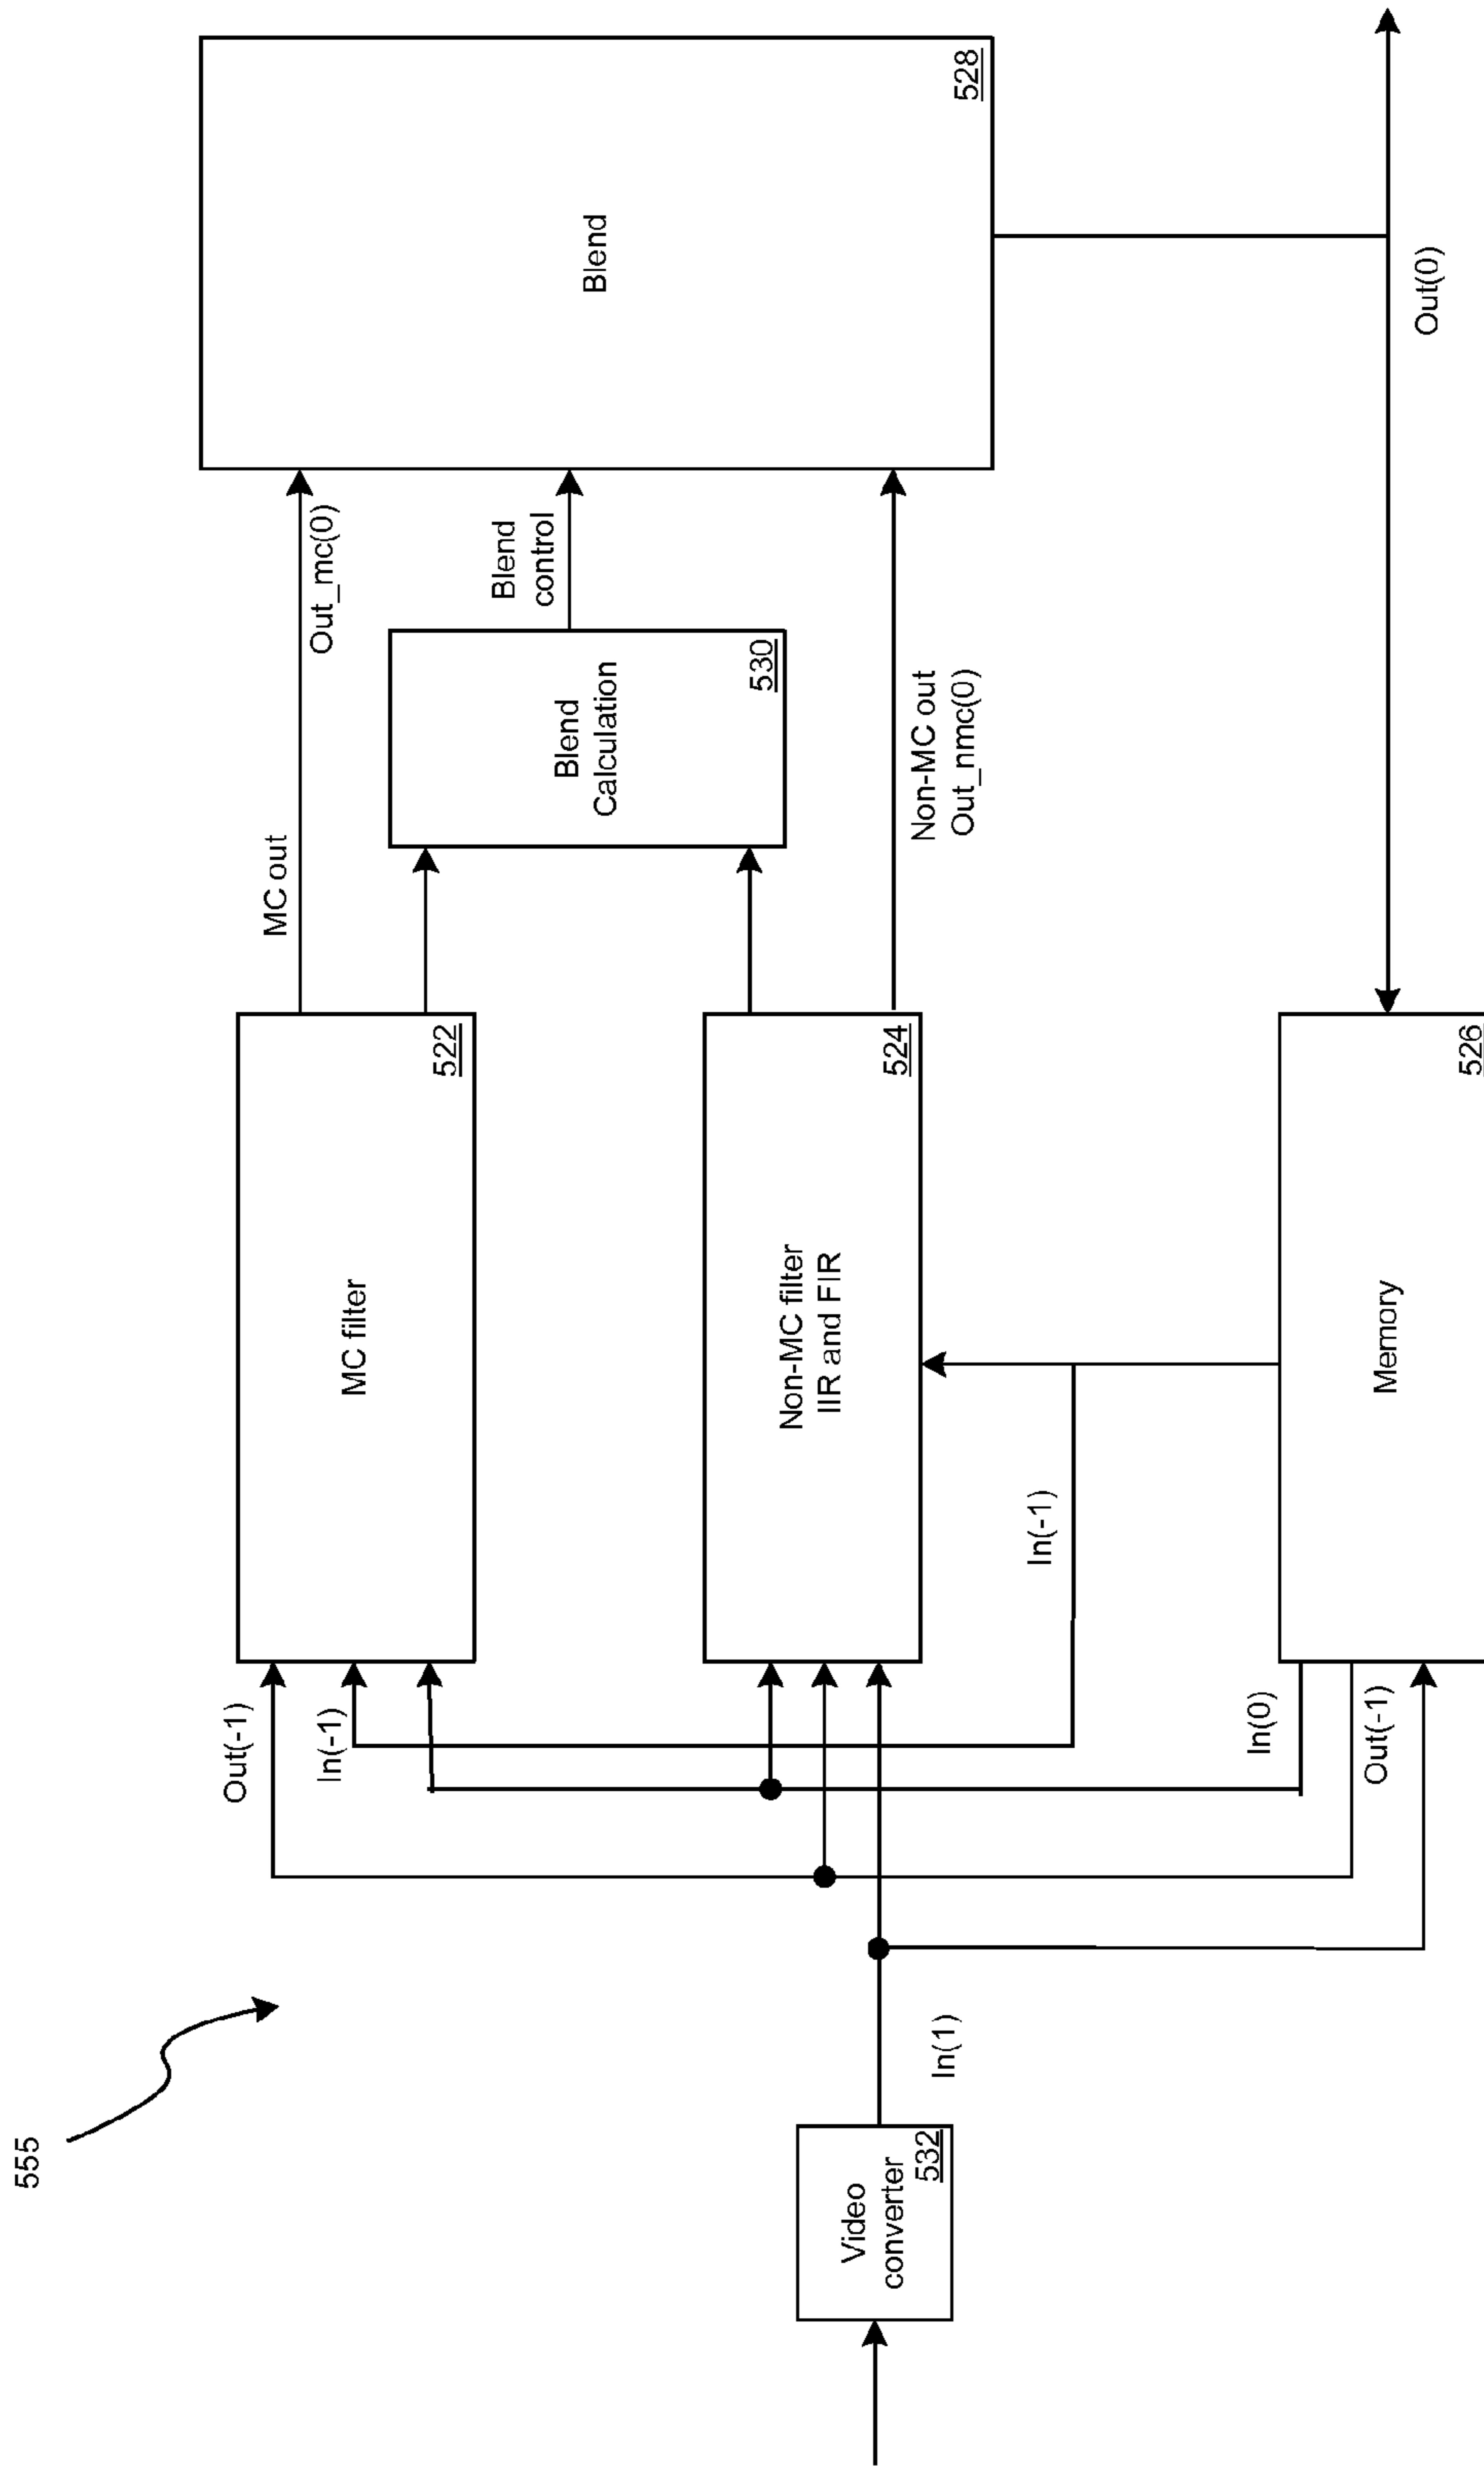 555
Video
converter
532
In(1)
Out(-1)
In(-1)
In(0)
Out(-1)
In(-1)
MC filter
522
Non-MC filter
IIR and FIR
524
Memory
526
MC out
Out_mc(0)
Blend
Calculation
530
Blend
control
Non-MC out
Out_nmc(0)
Blend
528
Out(0)